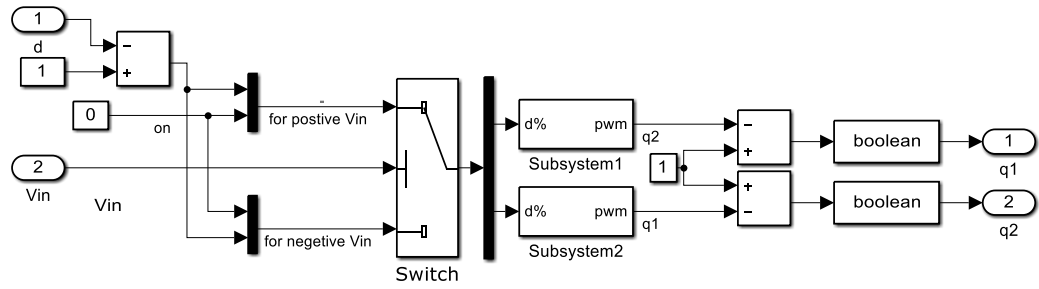 1
d
−
+
1
0
on
-
for postive Vin
2
Vin
Vin
for negetive Vin
Switch
d% pwm
q2
Subsystem1
d% pwm
q1
Subsystem2
1
−
+
+
−
boolean
1
q1
boolean
2
q2